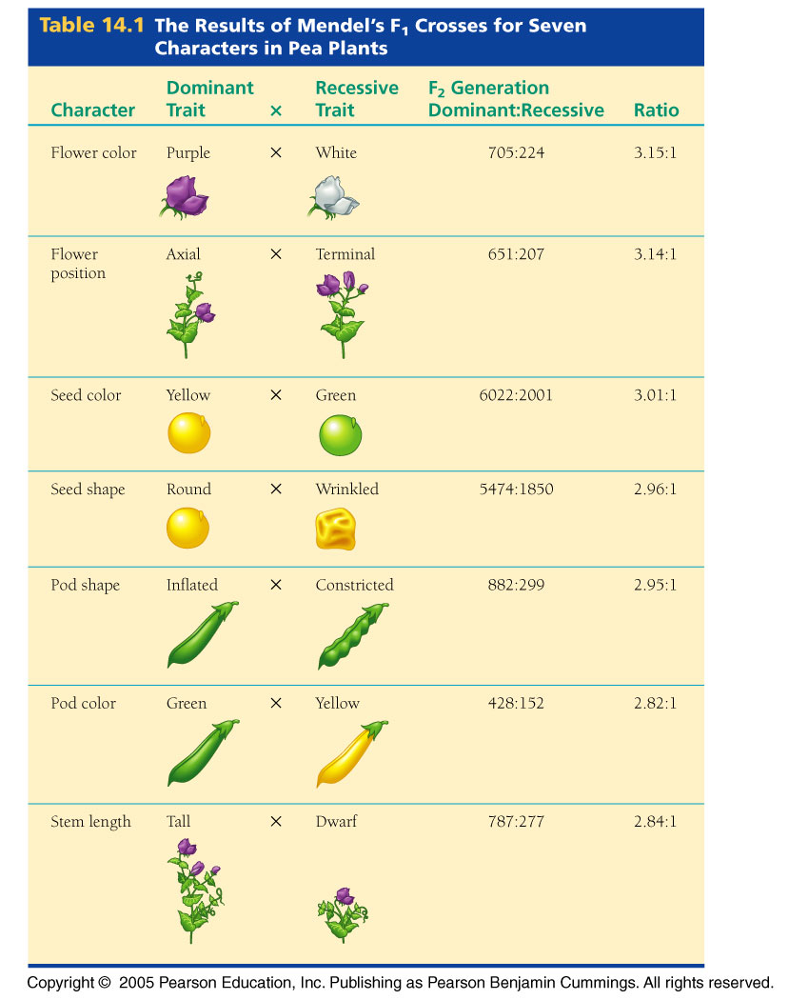 Table 14.1 The Results of Mendel's F1 Crosses for Seven
Characters in Pea Plants
Dominant Recessive F2 Generation
Character Trait × Trait Dominant:Recessive Ratio
Flower color Purple × White 705:224 3.15:1
Flower Axial × Terminal 651:207 3.14:1
position
Seed color Yellow × Green 6022:2001 3.01:1
Seed shape Round × Wrinkled 5474:1850 2.96:1
Pod shape Inflated × Constricted 882:299 2.95:1
Pod color Green × Yellow 428:152 2.82:1
Stem length Tall × Dwarf 787:277 2.84:1
Copyright © 2005 Pearson Education, Inc. Publishing as Pearson Benjamin Cummings. All rights reserved.